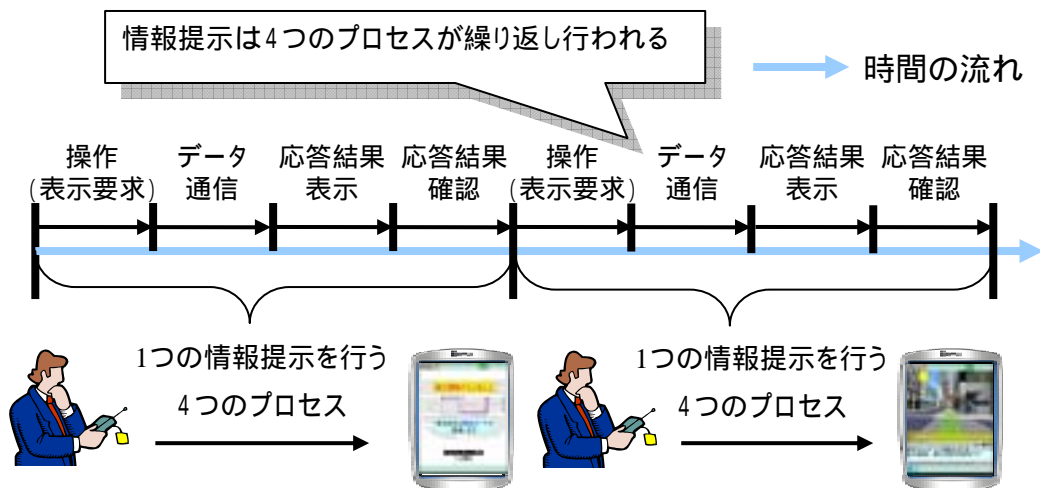 情報提示は4つのプロセスが繰り返し行われる
時間の流れ
操作
(表示要求)
データ
通信
応答結果
表示
応答結果
確認
操作
(表示要求)
データ
通信
応答結果
表示
応答結果
確認
1つの情報提示を行う
4つのプロセス
1つの情報提示を行う
4つのプロセス